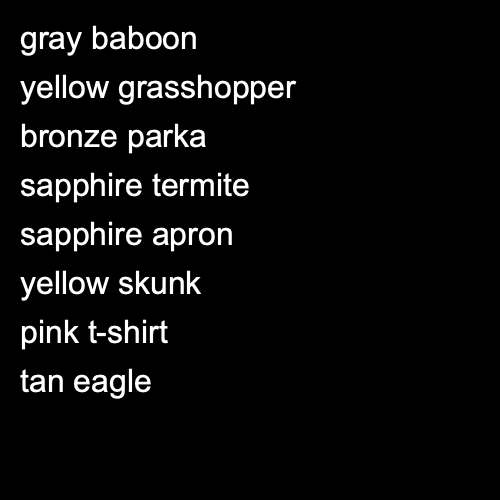 gray baboon
yellow grasshopper
bronze parka
sapphire termite
sapphire apron
yellow skunk
pink t-shirt
tan eagle